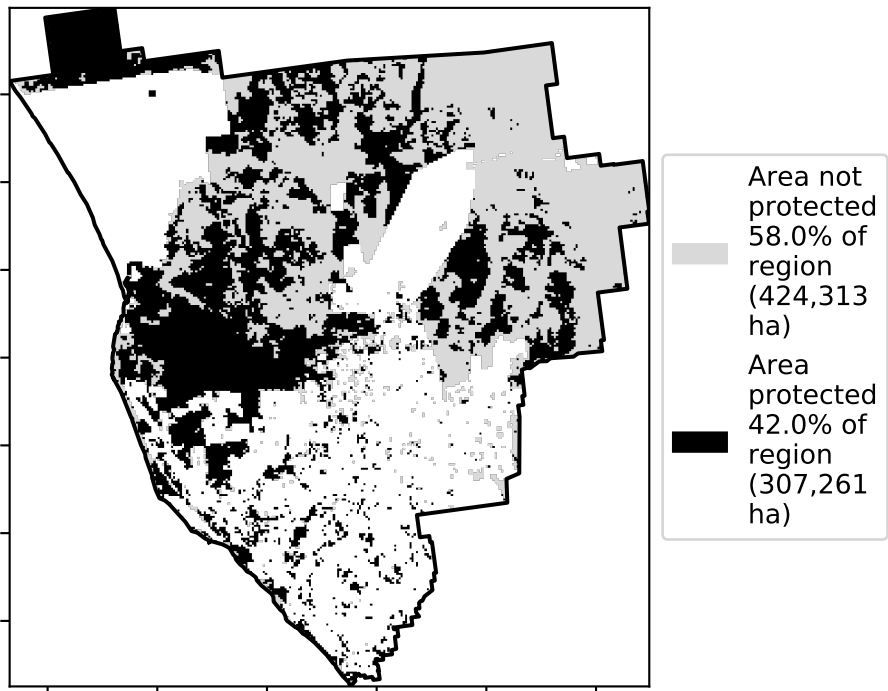 Area not
protected
58.0% of
region
(424,313
ha)
Area
protected
42.0% of
region
(307,261
ha)